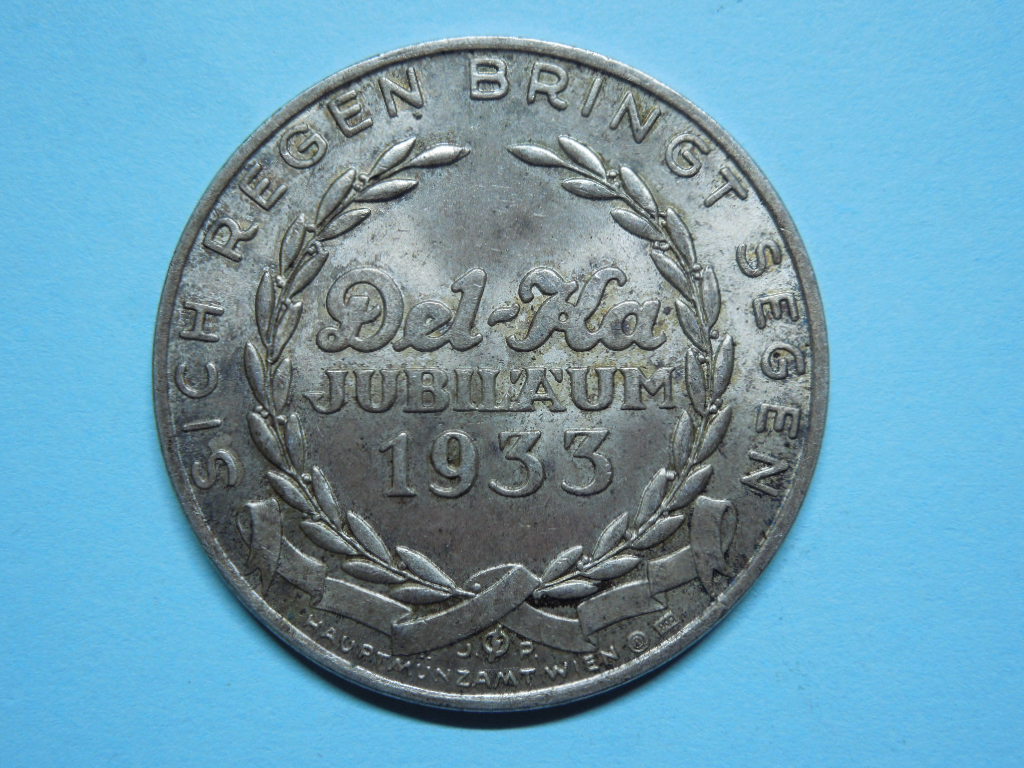 SICH REGEN BRINGT SEGEN
Del-Ka
JUBILÄUM
1933
J. P.
HAUPTMÜNZAMT WIEN